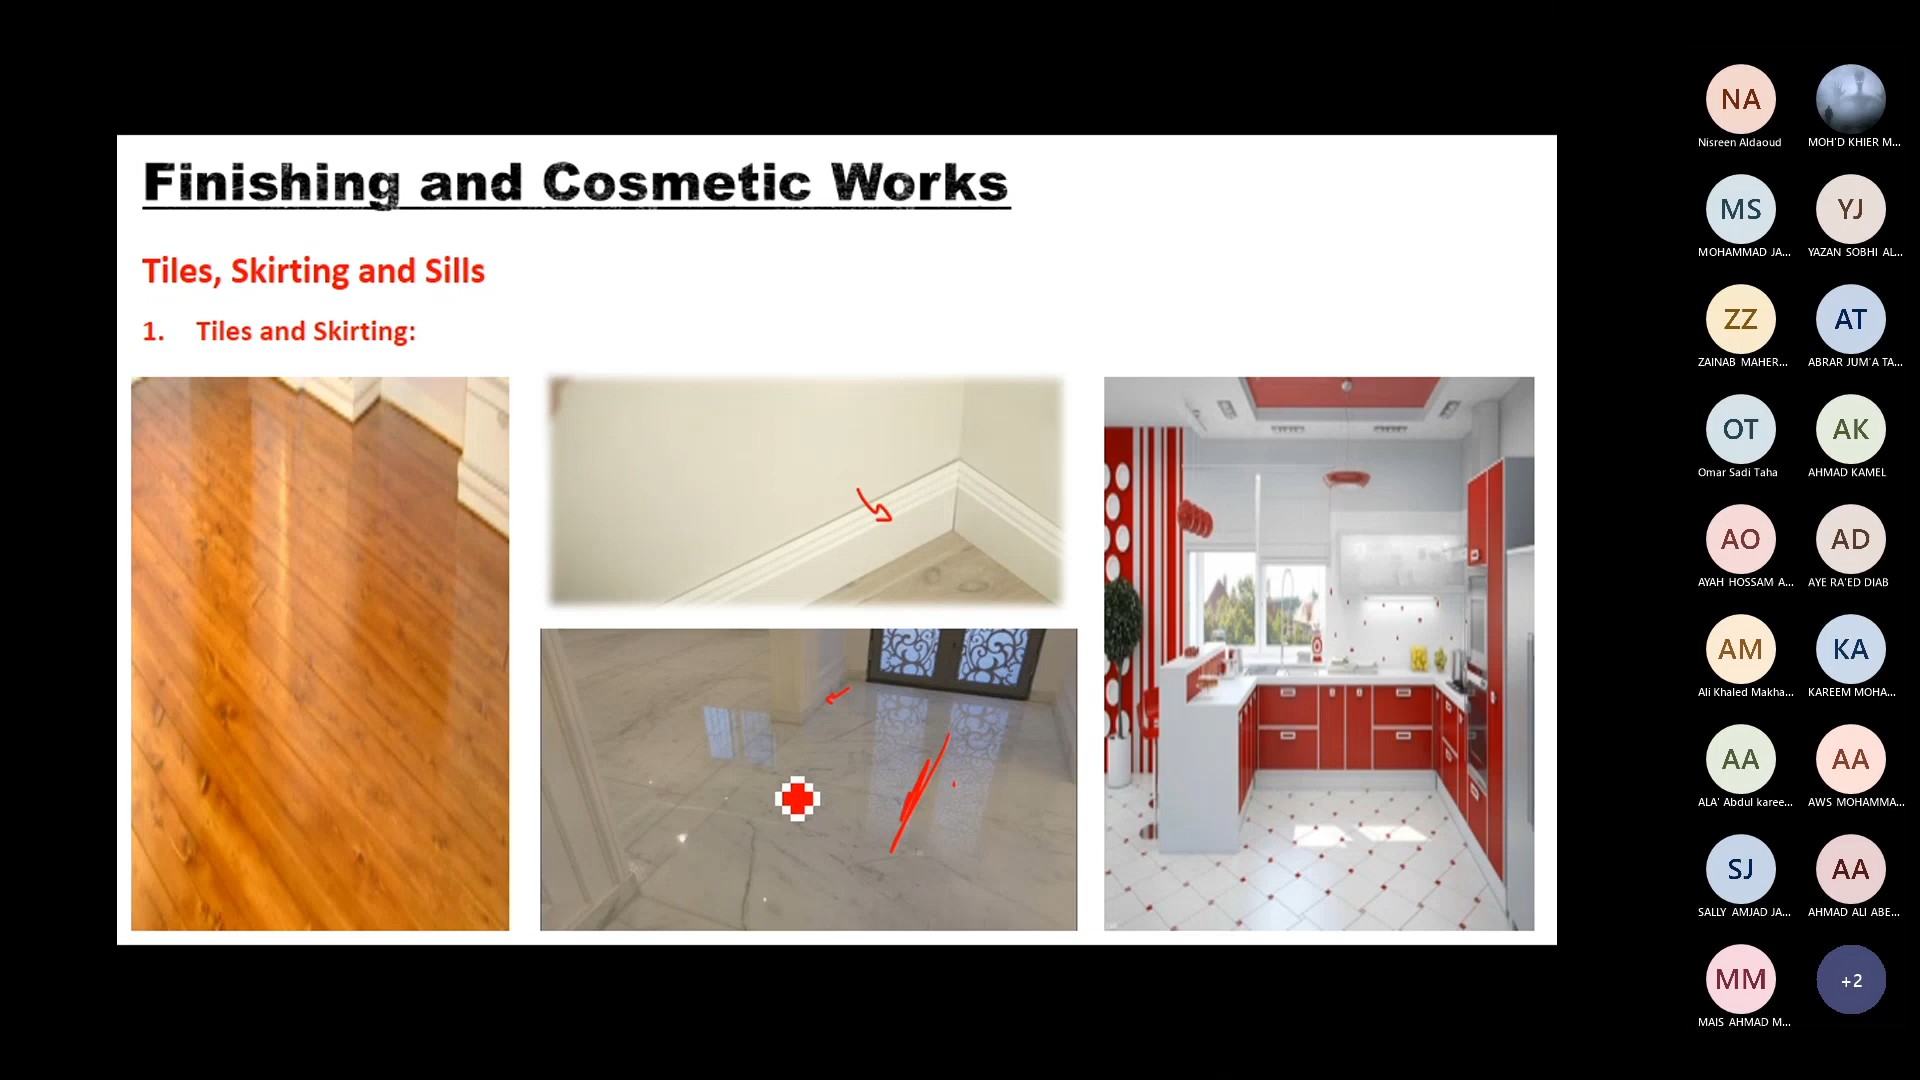 Finishing and Cosmetic Works
Tiles, Skirting and Sills
1. Tiles and Skirting:
NA
Nisreen Aldaoud
MOH'D KHIER M...
MS
MOHAMMAD JA...
YJ
YAZAN SOBHI AL...
ZZ
ZAINAB MAHER...
AT
ABRAR JUM'A TA...
OT
Omar Sadi Taha
AK
AHMAD KAMEL
AO
AYAH HOSSAM A...
AD
AYE RA'ED DIAB
AM
Ali Khaled Makha...
KA
KAREEM MOHA...
AA
ALA' Abdul karee...
AA
AWS MOHAMMA...
SJ
SALLY AMJAD JA...
AA
AHMAD ALI ABE...
MM
MAIS AHMAD M...
+2